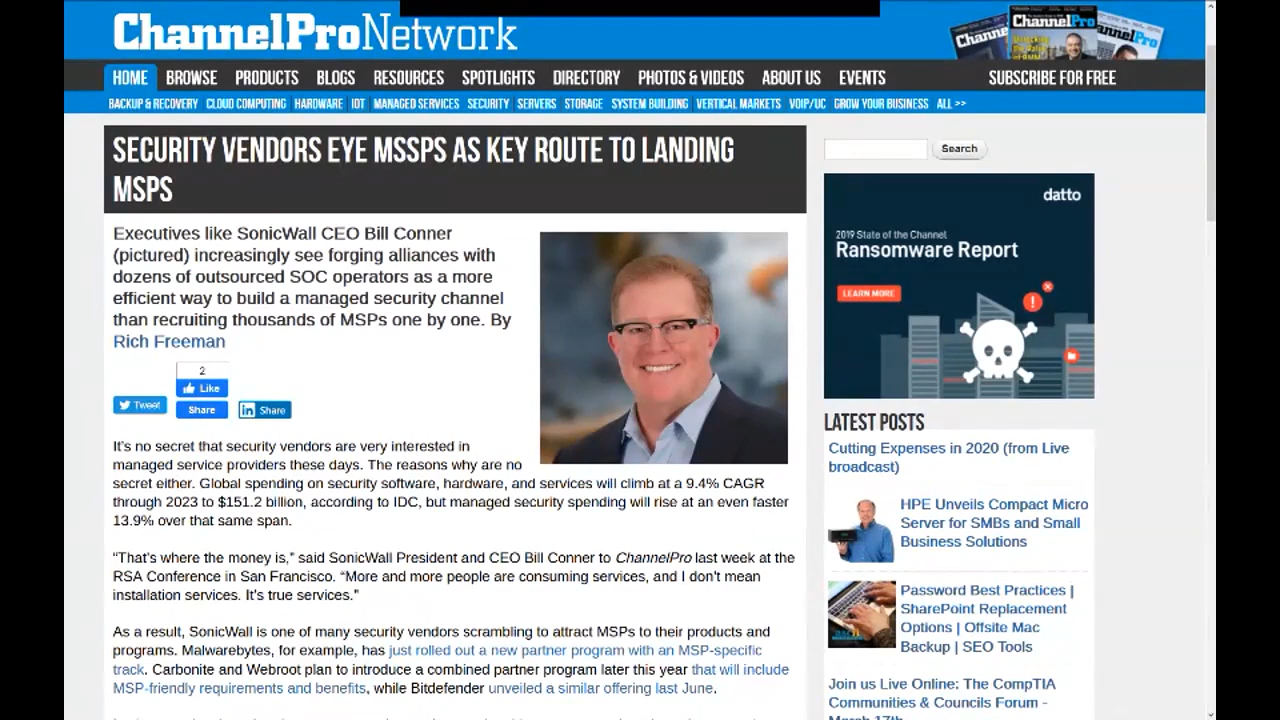 ChannelProNetwork
HOME BROWSE PRODUCTS BLOGS RESOURCES SPOTLIGHTS DIRECTORY PHOTOS & VIDEOS ABOUT US EVENTS SUBSCRIBE FOR FREE
BACKUP & RECOVERY CLOUD COMPUTING HARDWARE IOT MANAGED SERVICES SECURITY SERVERS STORAGE SYSTEM BUILDING VERTICAL MARKETS VOIP/UC GROW YOUR BUSINESS ALL >>
SECURITY VENDORS EYE MSSPS AS KEY ROUTE TO LANDING
MSPS
Executives like SonicWall CEO Bill Conner
(pictured) increasingly see forging alliances with
dozens of outsourced SOC operators as a more
efficient way to build a managed security channel
than recruiting thousands of MSPs one by one. By
Rich Freeman
2
Like
Tweet
Share
Share
It's no secret that security vendors are very interested in
managed service providers these days. The reasons why are no
secret either. Global spending on security software, hardware, and services will climb at a 9.4% CAGR
through 2023 to $151.2 billion, according to IDC, but managed security spending will rise at an even faster
13.9% over that same span.
“That's where the money is,” said SonicWall President and CEO Bill Conner to ChannelPro last week at the
RSA Conference in San Francisco. “More and more people are consuming services, and I don't mean
installation services. It's true services.”
As a result, SonicWall is one of many security vendors scrambling to attract MSPs to their products and
programs. Malwarebytes, for example, has just rolled out a new partner program with an MSP-specific
track. Carbonite and Webroot plan to introduce a combined partner program later this year that will include
MSP-friendly requirements and benefits, while Bitdefender unveiled a similar offering last June.
Search
datto
2019 State of the Channel
Ransomware Report
LEARN MORE
LATEST POSTS
Cutting Expenses in 2020 (from Live
broadcast)
HPE Unveils Compact Micro
Server for SMBs and Small
Business Solutions
Password Best Practices |
SharePoint Replacement
Options | Offsite Mac
Backup | SEO Tools
Join us Live Online: The CompTIA
Communities & Councils Forum -
March 17th